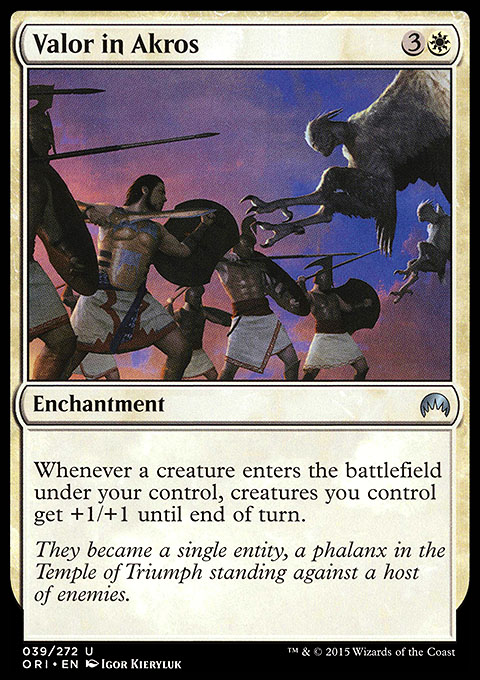 Valor in Akros 3
Enchantment
Whenever a creature enters the battlefield
under your control, creatures you control
get +1/+1 until end of turn.
They became a single entity, a phalanx in the
Temple of Triumph standing against a host
of enemies.
039/272 U
ORI • EN Igor Kieryluk
™ & © 2015 Wizards of the Coast